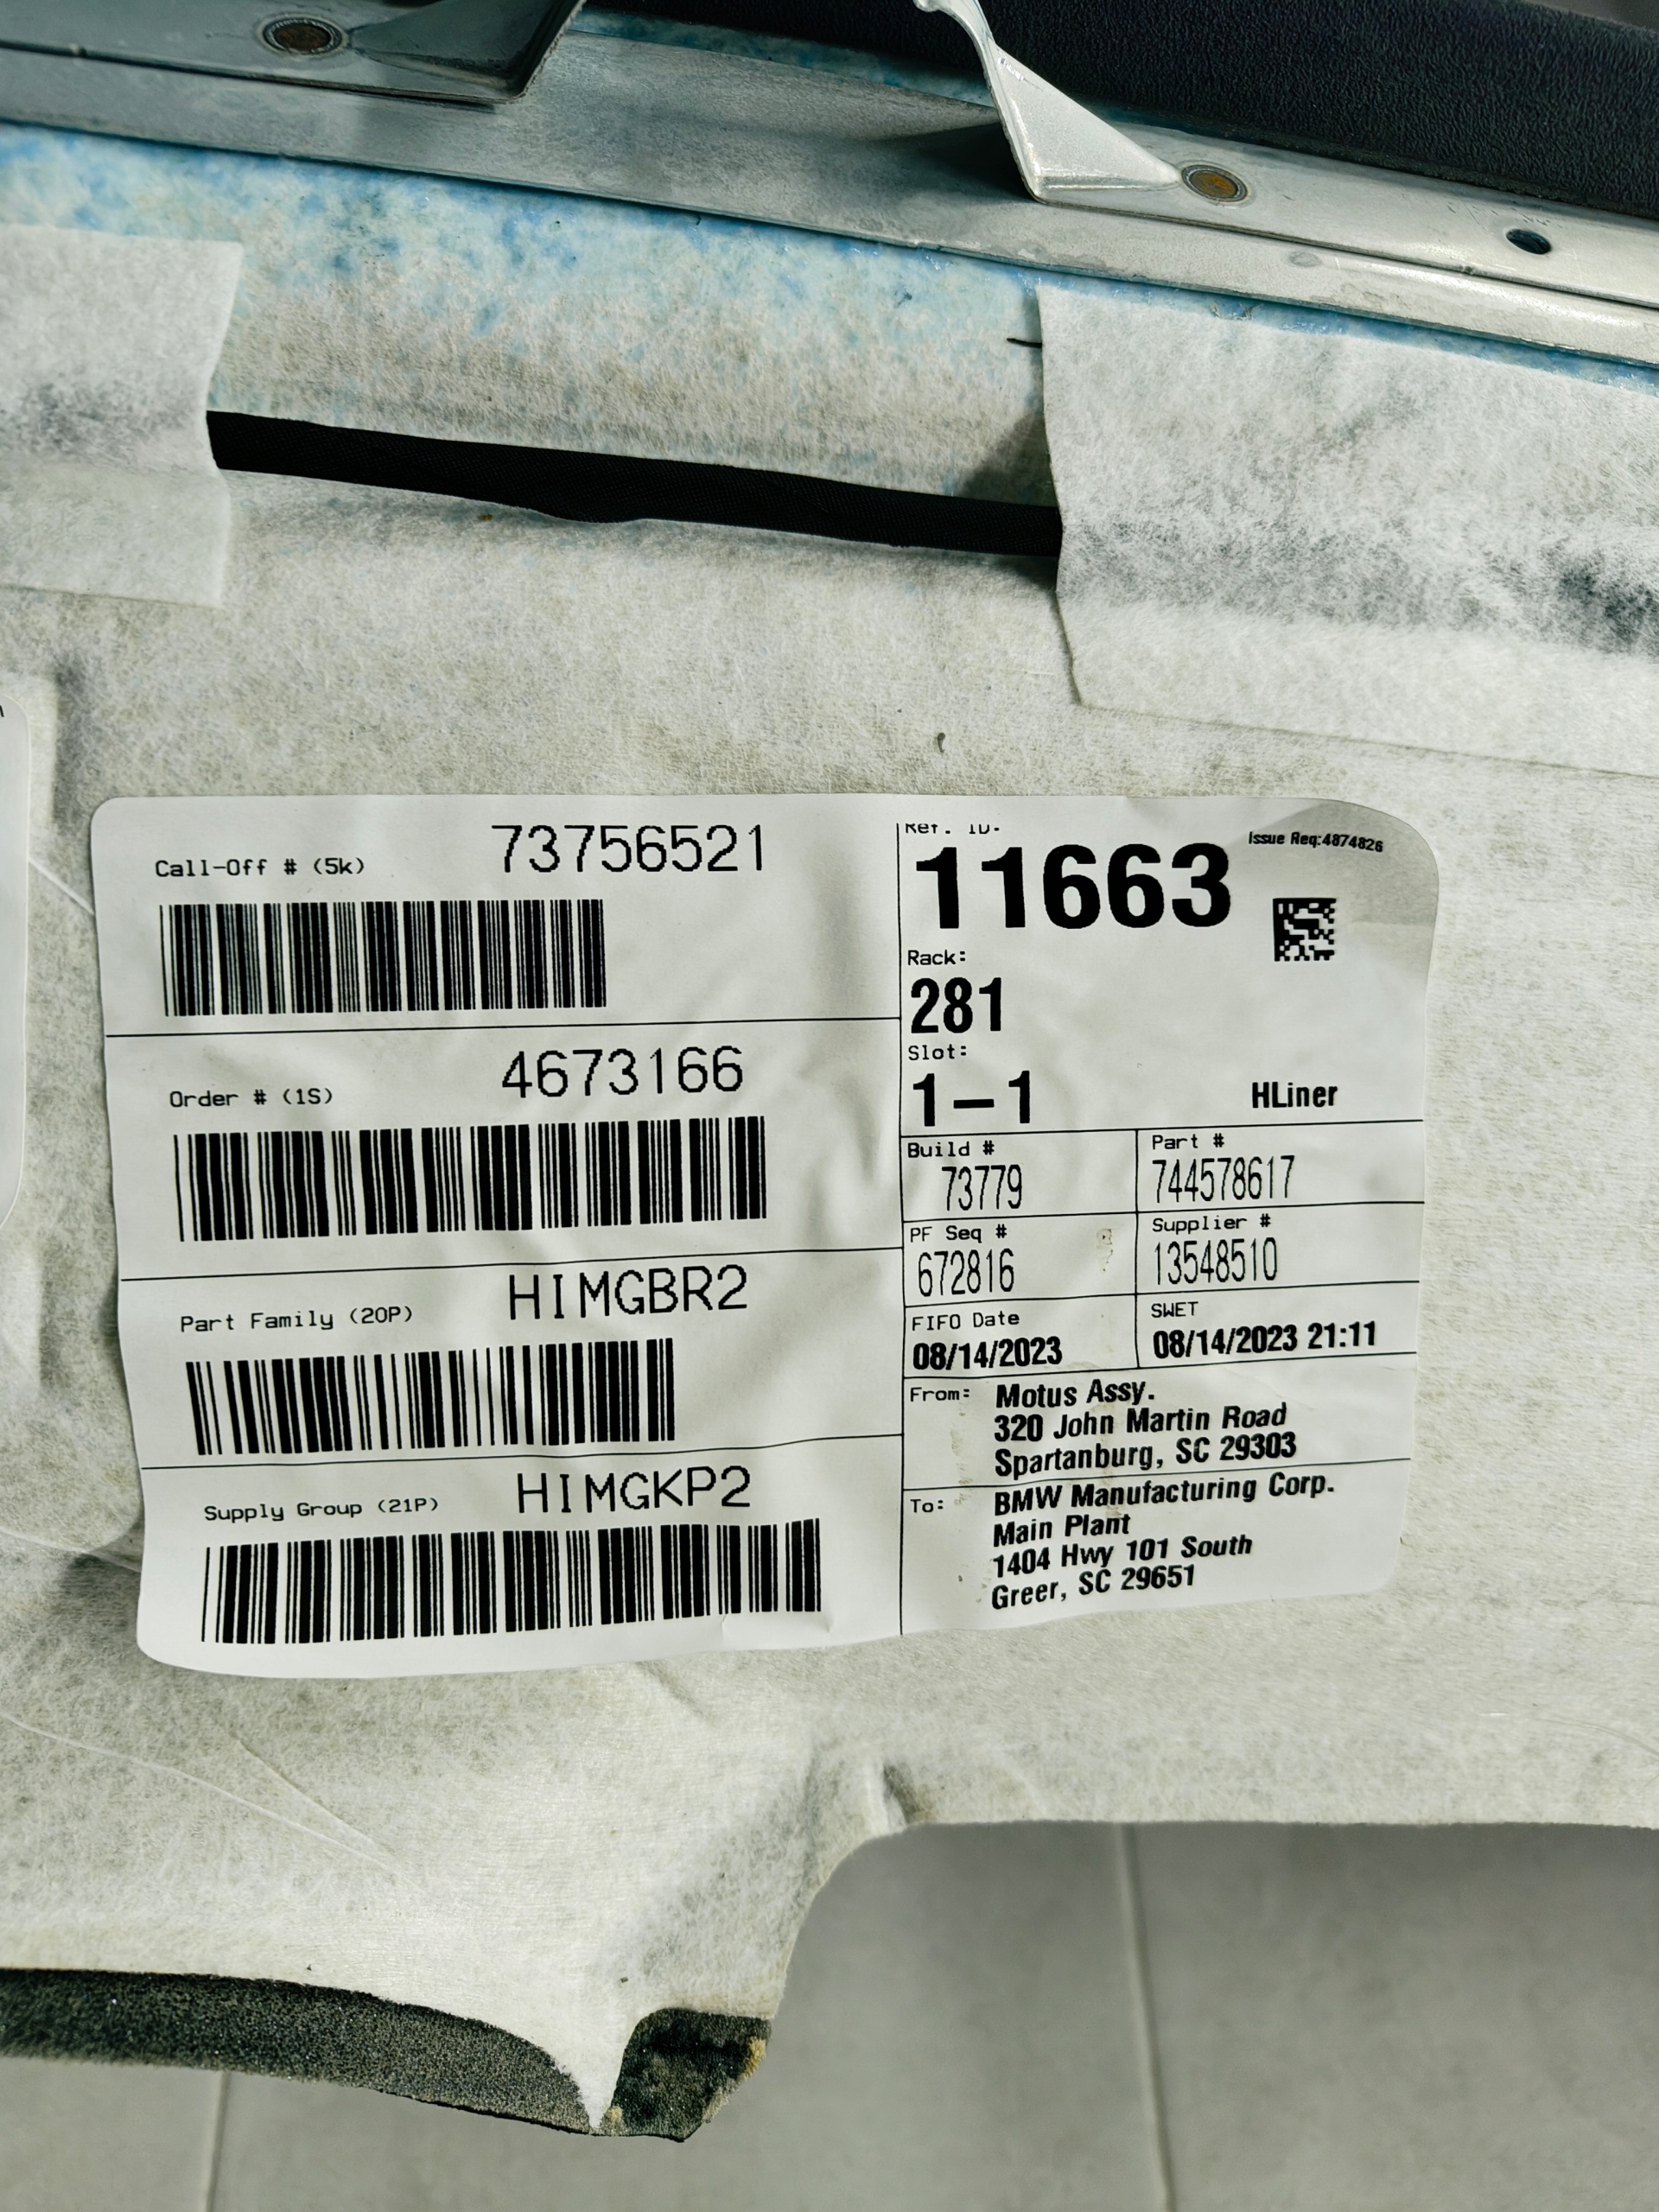 Call-Off # (5k)
73756521
Order # (1S)
4673166
Part Family (20P)
HIMGBR2
Supply Group (21P)
HIMGKP2
Ref. ID-
Issue Req:4874826
11663
Rack:
281
Slot:
1-1
HLiner
Build #
73779
Part #
744578617
PF Seq #
672816
Supplier #
13548510
FIFO Date
08/14/2023
SWET
08/14/2023 21:11
From: Motus Assy.
320 John Martin Road
Spartanburg, SC 29303
To: BMW Manufacturing Corp.
Main Plant
1404 Hwy 101 South
Greer, SC 29651